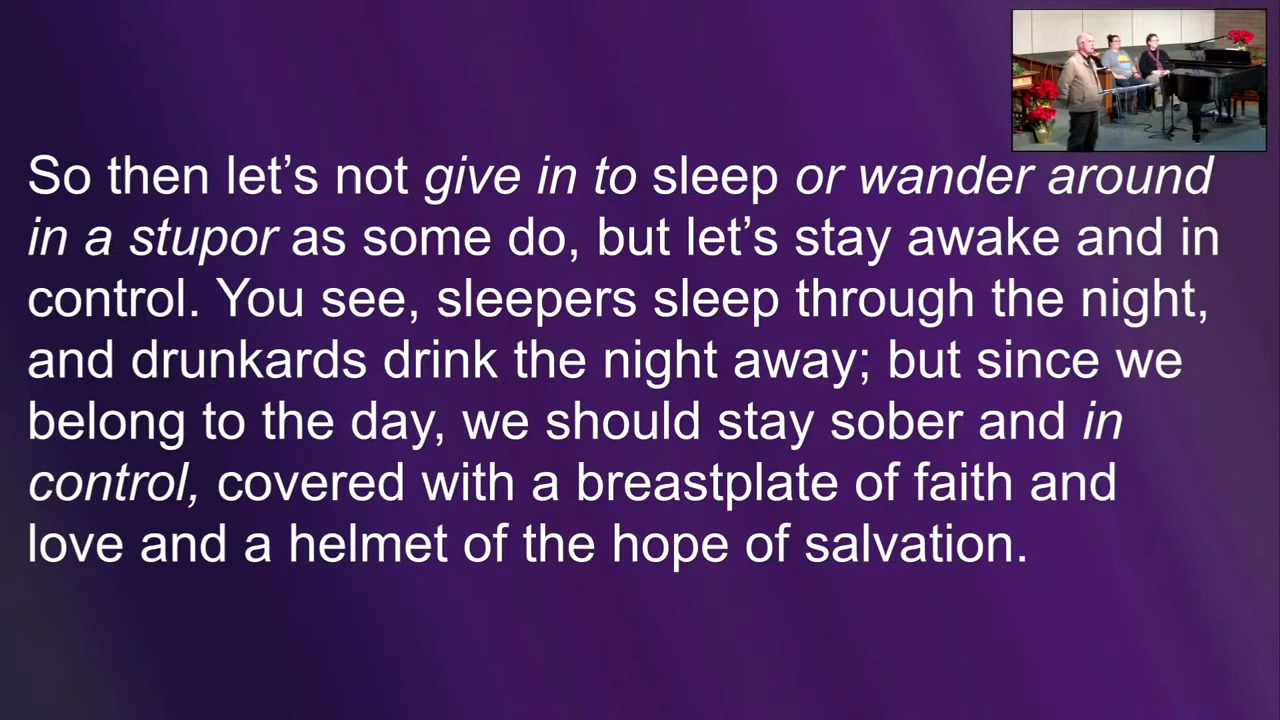 So then let’s not give in to sleep or wander around
in a stupor as some do, but let’s stay awake and in
control. You see, sleepers sleep through the night,
and drunkards drink the night away; but since we
belong to the day, we should stay sober and in
control, covered with a breastplate of faith and
love and a helmet of the hope of salvation.